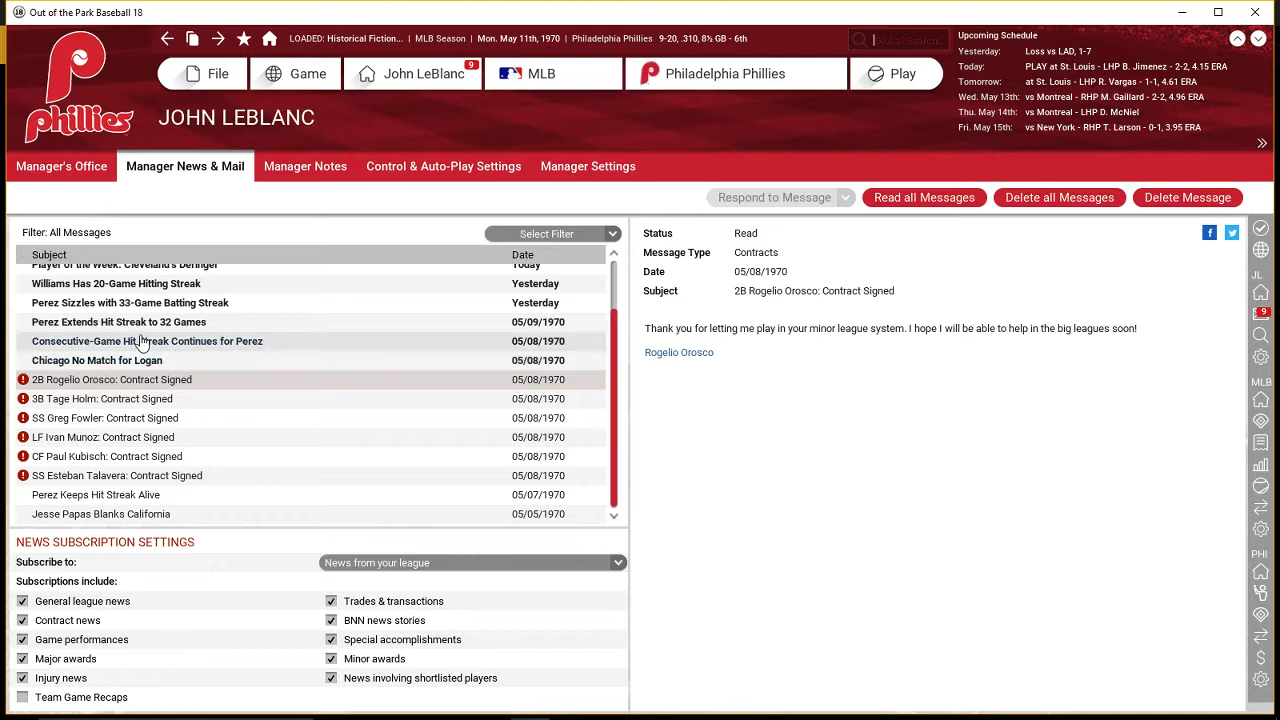 Out of the Park Baseball 18
LOADED: Historical Fiction... | MLB Season | Mon. May 11th, 1970 | Philadelphia Phillies 9-20, .310, 8½ GB - 6th
Global Search...
Upcoming Schedule
Yesterday: Loss vs LAD, 1-7
Today: PLAY at St. Louis - LHP B. Jimenez - 2-2, 4.15 ERA
Tomorrow: at St. Louis - LHP R. Vargas - 1-1, 4.61 ERA
Wed. May 13th: vs Montreal - RHP M. Gaillard - 2-2, 4.96 ERA
Thu. May 14th: vs Montreal - LHP D. McNiel
Fri. May 15th: vs New York - RHP T. Larson - 0-1, 3.95 ERA
File
Game
John LeBlanc 9
MLB
Philadelphia Phillies
Play
Phillies
JOHN LEBLANC
Manager's Office
Manager News & Mail
Manager Notes
Control & Auto-Play Settings
Manager Settings
Respond to Message
Read all Messages
Delete all Messages
Delete Message
Filter: All Messages
Select Filter
Subject Date
Player of the Week: Cleveland's Deringer Today
Williams Has 20-Game Hitting Streak Yesterday
Perez Sizzles with 33-Game Batting Streak Yesterday
Perez Extends Hit Streak to 32 Games 05/09/1970
Consecutive-Game Hit Streak Continues for Perez 05/08/1970
Chicago No Match for Logan 05/08/1970
2B Rogelio Orosco: Contract Signed 05/08/1970
3B Tage Holm: Contract Signed 05/08/1970
SS Greg Fowler: Contract Signed 05/08/1970
LF Ivan Munoz: Contract Signed 05/08/1970
CF Paul Kubisch: Contract Signed 05/08/1970
SS Esteban Talavera: Contract Signed 05/08/1970
Perez Keeps Hit Streak Alive 05/07/1970
Jesse Papas Blanks California 05/05/1970
NEWS SUBSCRIPTION SETTINGS
Subscribe to: News from your league
Subscriptions include:
General league news Trades & transactions
Contract news BNN news stories
Game performances Special accomplishments
Major awards Minor awards
Injury news News involving shortlisted players
Team Game Recaps
Status Read
Message Type Contracts
Date 05/08/1970
Subject 2B Rogelio Orosco: Contract Signed
Thank you for letting me play in your minor league system. I hope I will be able to help in the big leagues soon!
Rogelio Orosco
JL
9
MLB
PHI